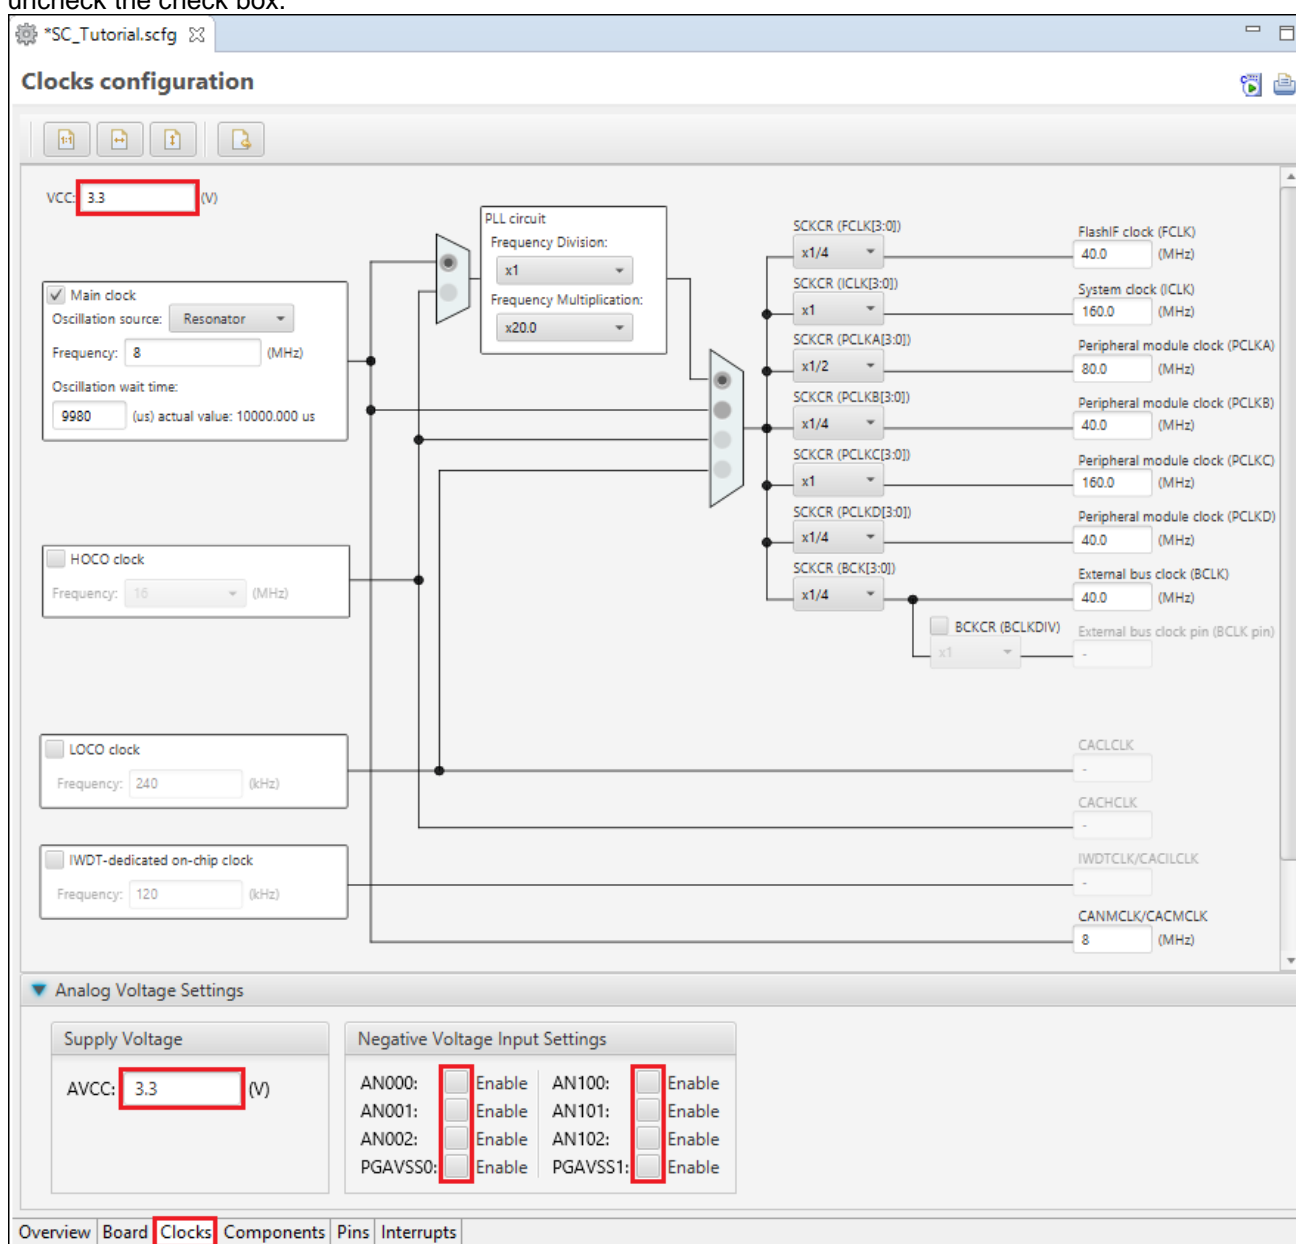 uncheck the check box.
*SC_Tutorial.scfg
Clocks configuration
1:1
VCC: 3.3 (V)
PLL circuit
Frequency Division:
x1
Frequency Multiplication:
x20.0
Main clock
Oscillation source: Resonator
Frequency: 8 (MHz)
Oscillation wait time:
9980 (us) actual value: 10000.000 us
HOCO clock
Frequency: 16 (MHz)
LOCO clock
Frequency: 240 (kHz)
IWDT-dedicated on-chip clock
Frequency: 120 (kHz)
SCKCR (FCLK[3:0])
x1/4
SCKCR (ICLK[3:0])
x1
SCKCR (PCLKA[3:0])
x1/2
SCKCR (PCLKB[3:0])
x1/4
SCKCR (PCLKC[3:0])
x1
SCKCR (PCLKD[3:0])
x1/4
SCKCR (BCK[3:0])
x1/4
BCKCR (BCLKDIV)
x1
FlashIF clock (FCLK)
40.0 (MHz)
System clock (ICLK)
160.0 (MHz)
Peripheral module clock (PCLKA)
80.0 (MHz)
Peripheral module clock (PCLKB)
40.0 (MHz)
Peripheral module clock (PCLKC)
160.0 (MHz)
Peripheral module clock (PCLKD)
40.0 (MHz)
External bus clock (BCLK)
40.0 (MHz)
External bus clock pin (BCLK pin)
-
CACLCLK
-
CACHCLK
-
IWDTCLK/CACILCLK
-
CANMCLK/CACMCLK
8 (MHz)
Analog Voltage Settings
Supply Voltage
AVCC: 3.3 (V)
Negative Voltage Input Settings
AN000: Enable AN100: Enable
AN001: Enable AN101: Enable
AN002: Enable AN102: Enable
PGAVSS0: Enable PGAVSS1: Enable
Overview Board Clocks Components Pins Interrupts